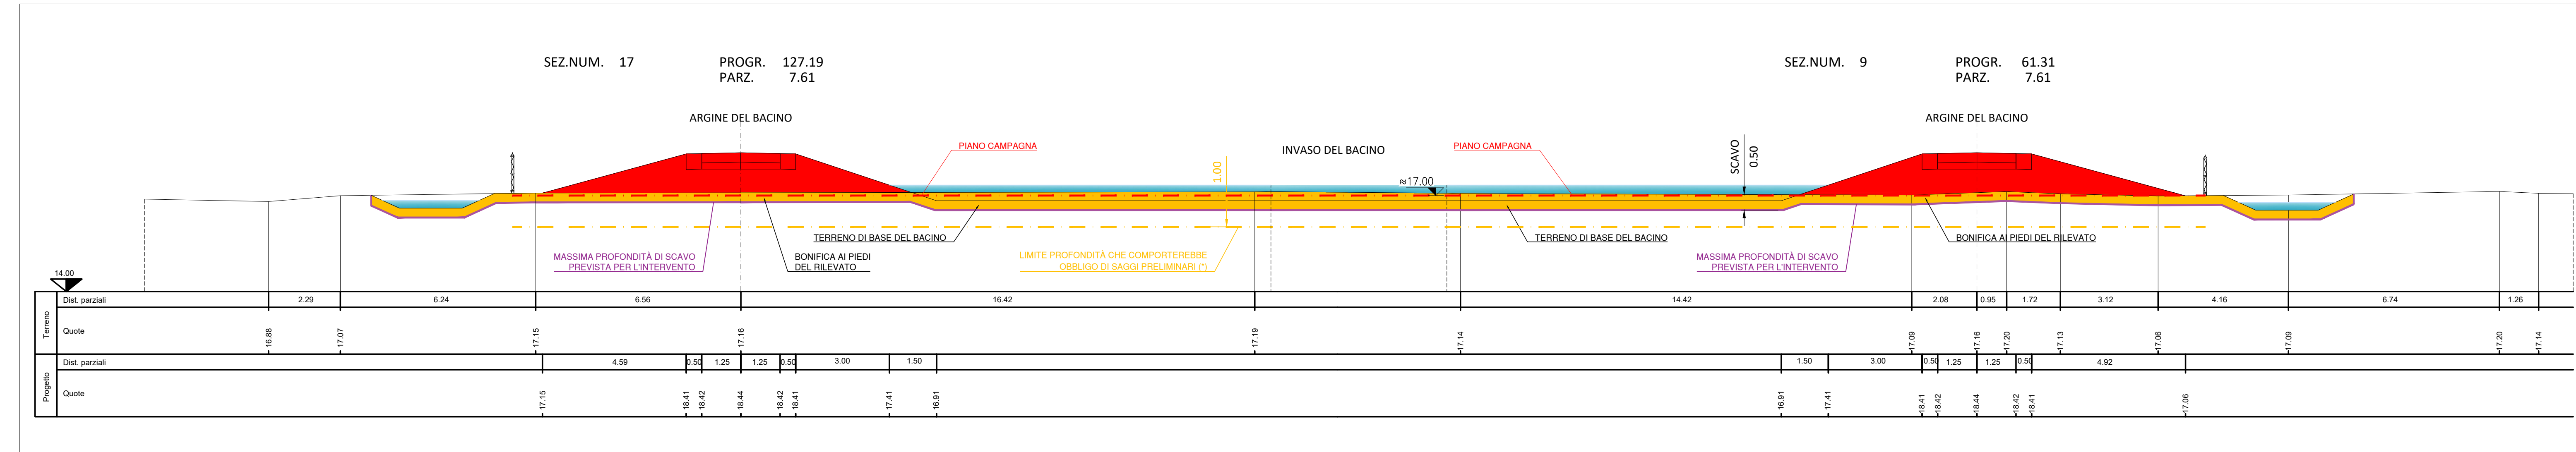 SEZ.NUM. 17 PROGR. 127.19
PARZ. 7.61
SEZ.NUM. 9 PROGR. 61.31
PARZ. 7.61
ARGINE DEL BACINO
ARGINE DEL BACINO
PIANO CAMPAGNA
1.00
INVASO DEL BACINO
PIANO CAMPAGNA
SCAVO
0.50
≈17.00
TERRENO DI BASE DEL BACINO
TERRENO DI BASE DEL BACINO
BONIFICA AI PIEDI DEL RILEVATO
MASSIMA PROFONDITÀ DI SCAVO
PREVISTA PER L'INTERVENTO
BONIFICA AI PIEDI
DEL RILEVATO
LIMITE PROFONDITÀ CHE COMPORTEREBBE
OBBLIGO DI SAGGI PRELIMINARI (*)
MASSIMA PROFONDITÀ DI SCAVO
PREVISTA PER L'INTERVENTO
14.00
Terreno
Dist. parziali 2.29 6.24 6.56 16.42 14.42 2.08 0.95 1.72 3.12 4.16 6.74 1.26
Quote 16.88 17.07 17.15 17.16 17.19 17.14 17.09 17.16 17.20 17.13 17.06 17.09 17.20 17.14
Progetto
Dist. parziali 4.59 0.50 1.25 1.25 0.50 3.00 1.50 1.50 3.00 0.50 1.25 1.25 0.50 4.92
Quote 17.15 18.41 18.42 18.44 18.42 18.41 17.41 16.91 16.91 17.41 18.41 18.42 18.44 18.42 18.41 17.06